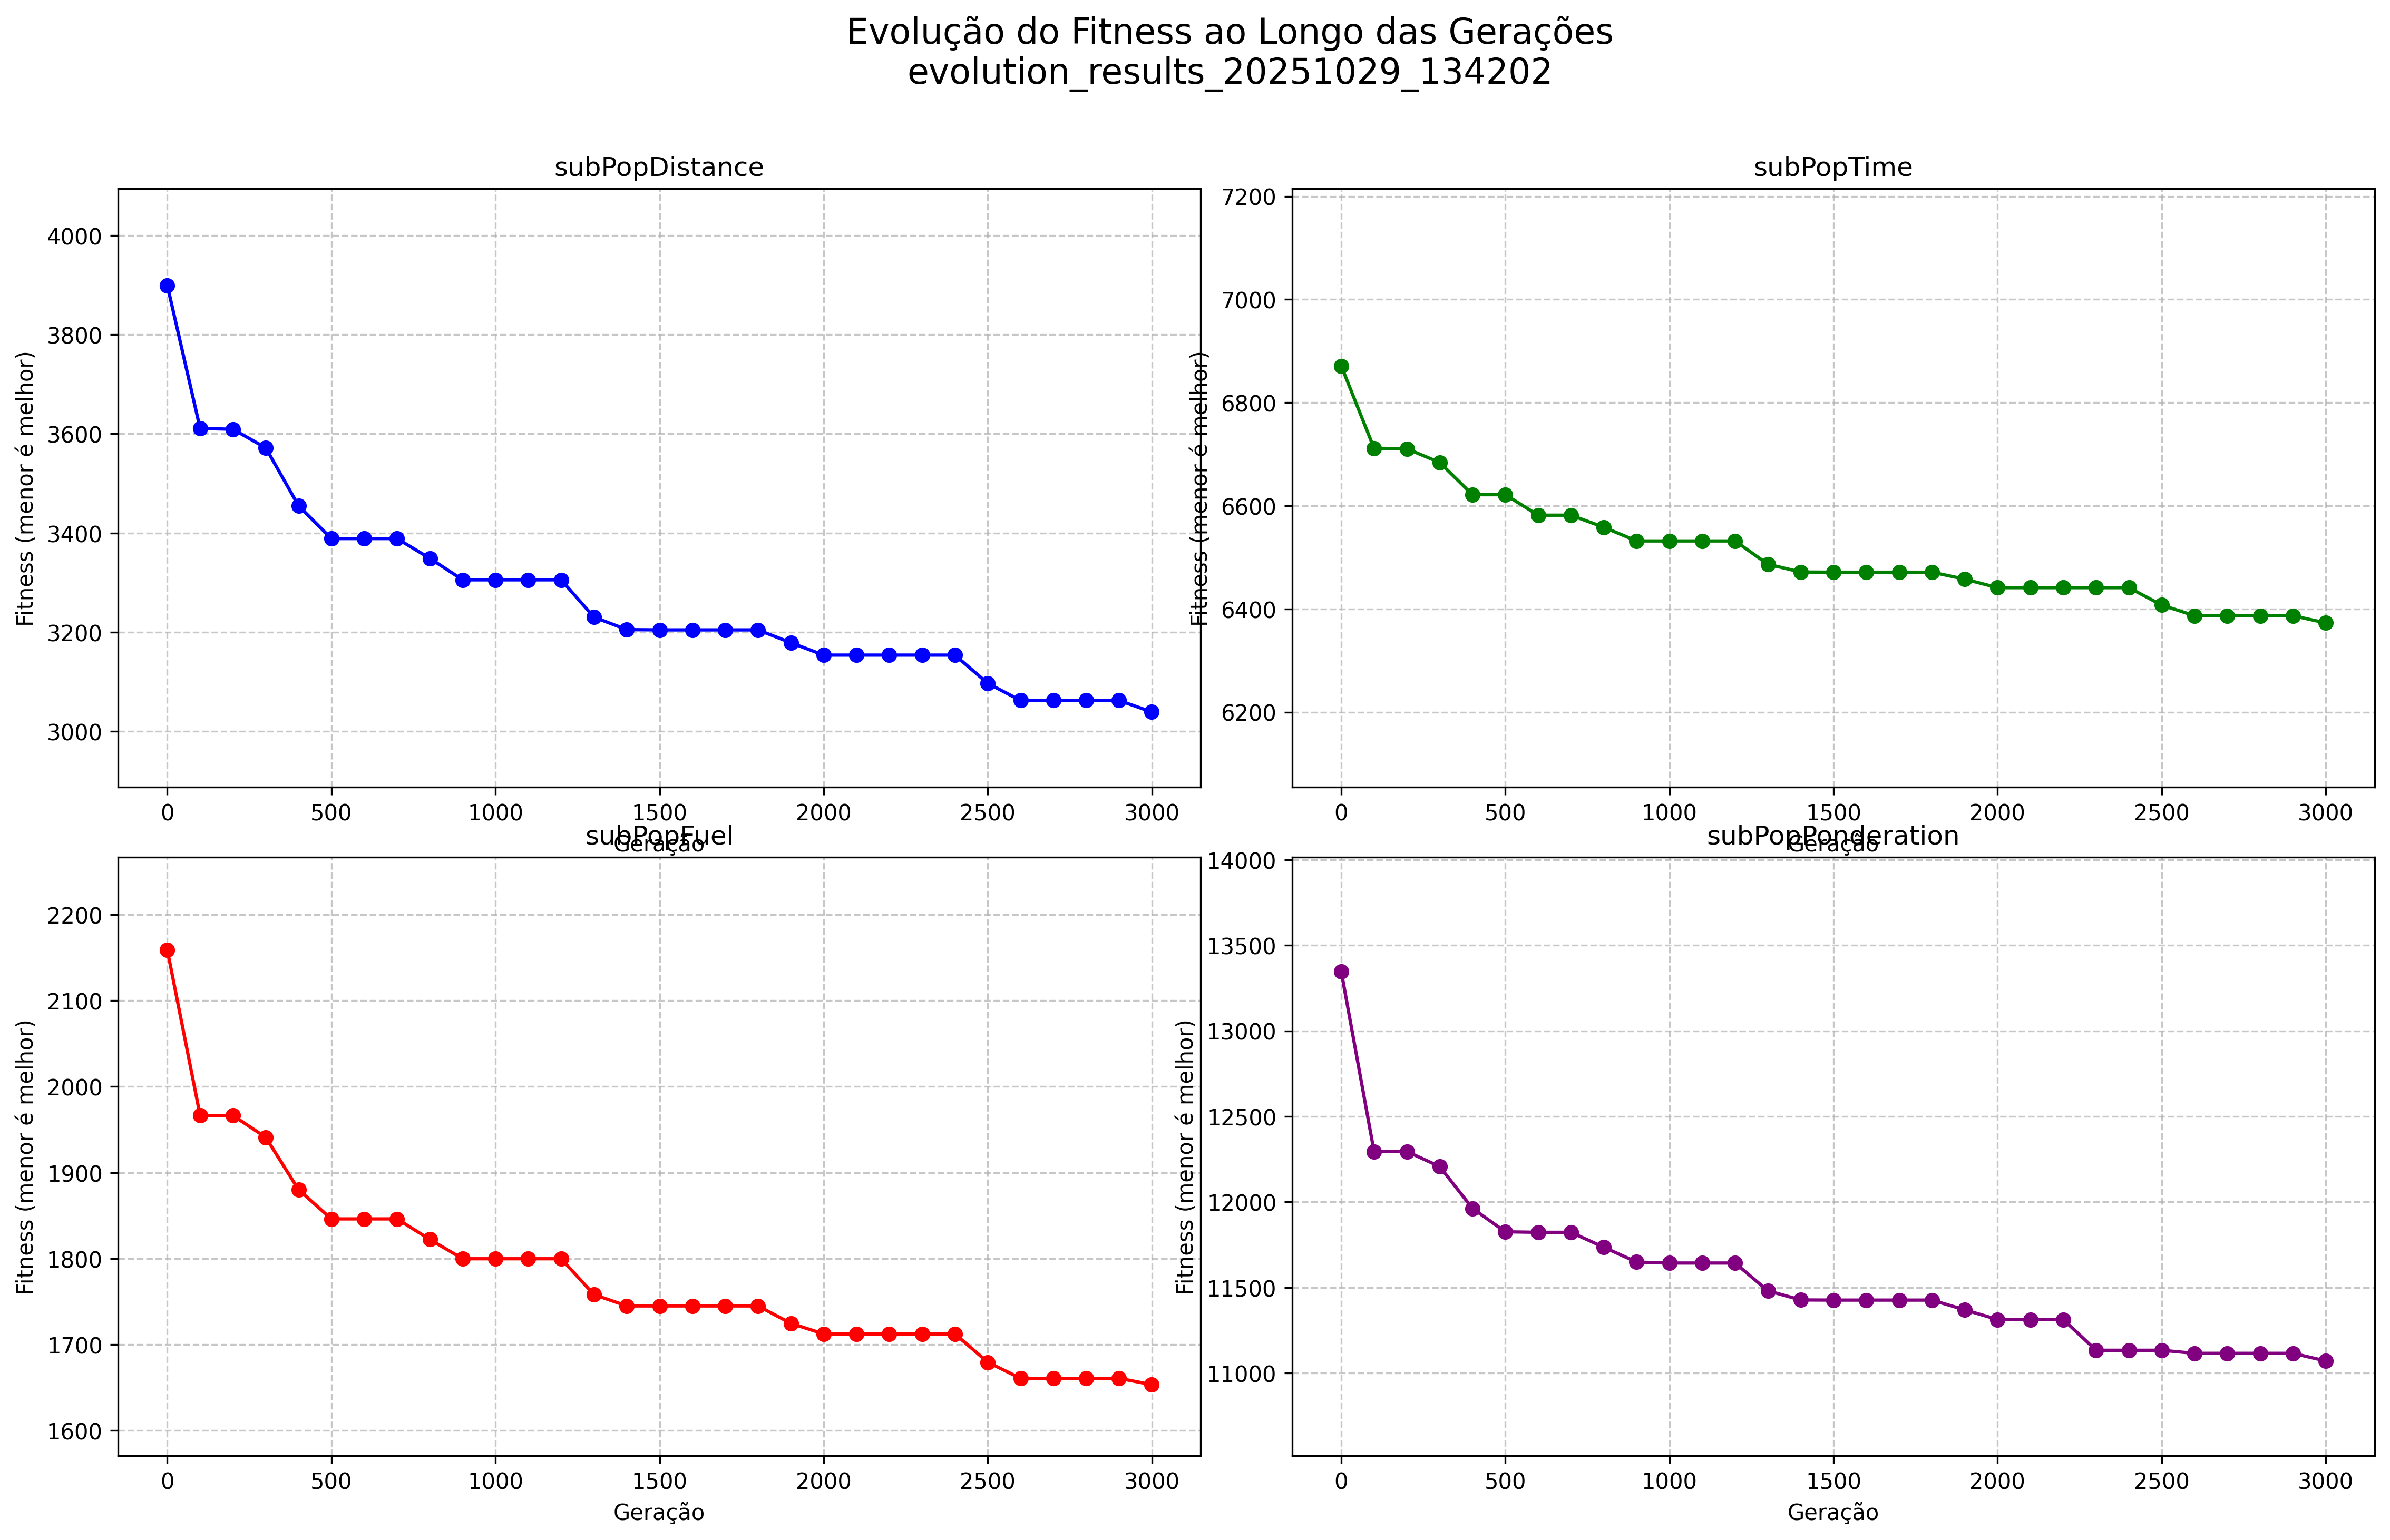 Evolução do Fitness ao Longo das Gerações
evolution_results_20251029_134202
subPopDistance
4000
3800
3600
3400
3200
3000
Fitness (menor é melhor)
0 500 1000 1500 2000 2500 3000
Geração
subPopTime
7200
7000
6800
6600
6400
6200
Fitness (menor é melhor)
0 500 1000 1500 2000 2500 3000
Geração
subPopFuel
2200
2100
2000
1900
1800
1700
1600
Fitness (menor é melhor)
0 500 1000 1500 2000 2500 3000
Geração
subPopPonderation
14000
13500
13000
12500
12000
11500
11000
Fitness (menor é melhor)
0 500 1000 1500 2000 2500 3000
Geração